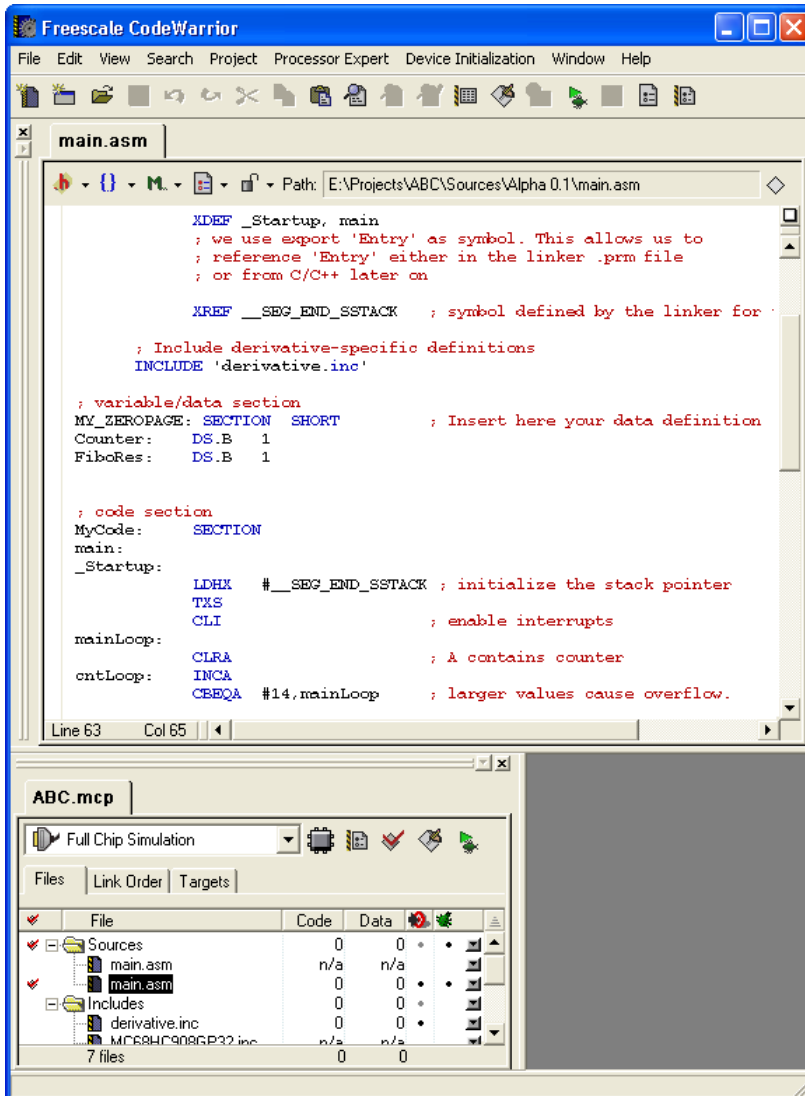 Freescale CodeWarrior
File Edit View Search Project Processor Expert Device Initialization Window Help
main.asm
h {} M. Path: E:\Projects\ABC\Sources\Alpha 0.1\main.asm
XDEF _Startup, main
; we use export 'Entry' as symbol. This allows us to
; reference 'Entry' either in the linker .prm file
; or from C/C++ later on
XREF __SEG_END_SSTACK ; symbol defined by the linker for
; Include derivative-specific definitions
INCLUDE 'derivative.inc'
; variable/data section
MY_ZEROPAGE: SECTION SHORT ; Insert here your data definition
Counter: DS.B 1
FiboRes: DS.B 1
; code section
MyCode: SECTION
main:
_Startup:
LDHX #__SEG_END_SSTACK ; initialize the stack pointer
TXS
CLI ; enable interrupts
mainLoop:
CLRA ; A contains counter
cntLoop: INCA
CBEQA #14,mainLoop ; larger values cause overflow.
Line 63 Col 65
ABC.mcp
Full Chip Simulation
Files Link Order Targets
File Code Data
Sources 0 0
main.asm n/a n/a
main.asm 0 0
Includes 0 0
derivative.inc 0 0
MC68HC908GP32.inc n/a n/a
7 files 0 0